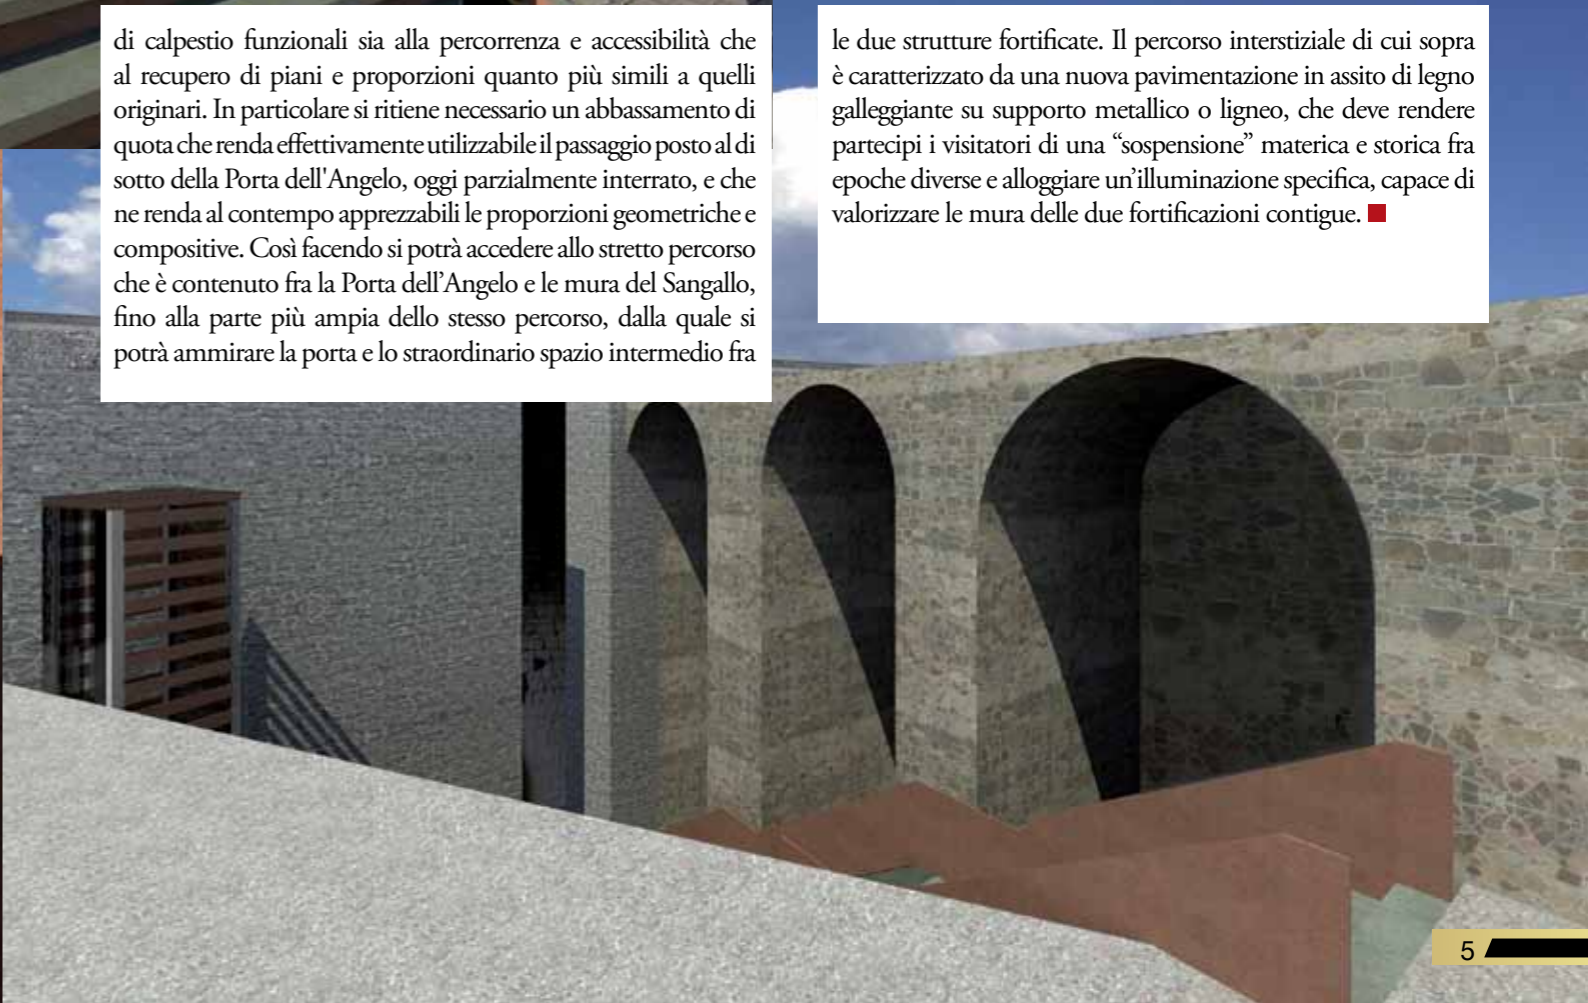 di calpestio funzionali sia alla percorrenza e accessibilità che
al recupero di piani e proporzioni quanto più simili a quelli
originari. In particolare si ritiene necessario un abbassamento di
quota che renda effettivamente utilizzabile il passaggio posto al di
sotto della Porta dell'Angelo, oggi parzialmente interrato, e che
ne renda al contempo apprezzabili le proporzioni geometriche e
compositive. Così facendo si potrà accedere allo stretto percorso
che è contenuto fra la Porta dell’Angelo e le mura del Sangallo,
fino alla parte più ampia dello stesso percorso, dalla quale si
potrà ammirare la porta e lo straordinario spazio intermedio fra
le due strutture fortificate. Il percorso interstiziale di cui sopra
è caratterizzato da una nuova pavimentazione in assito di legno
galleggiante su supporto metallico o ligneo, che deve rendere
partecipi i visitatori di una “sospensione” materica e storica fra
epoche diverse e alloggiare un’illuminazione specifica, capace di
valorizzare le mura delle due fortificazioni contigue.
5